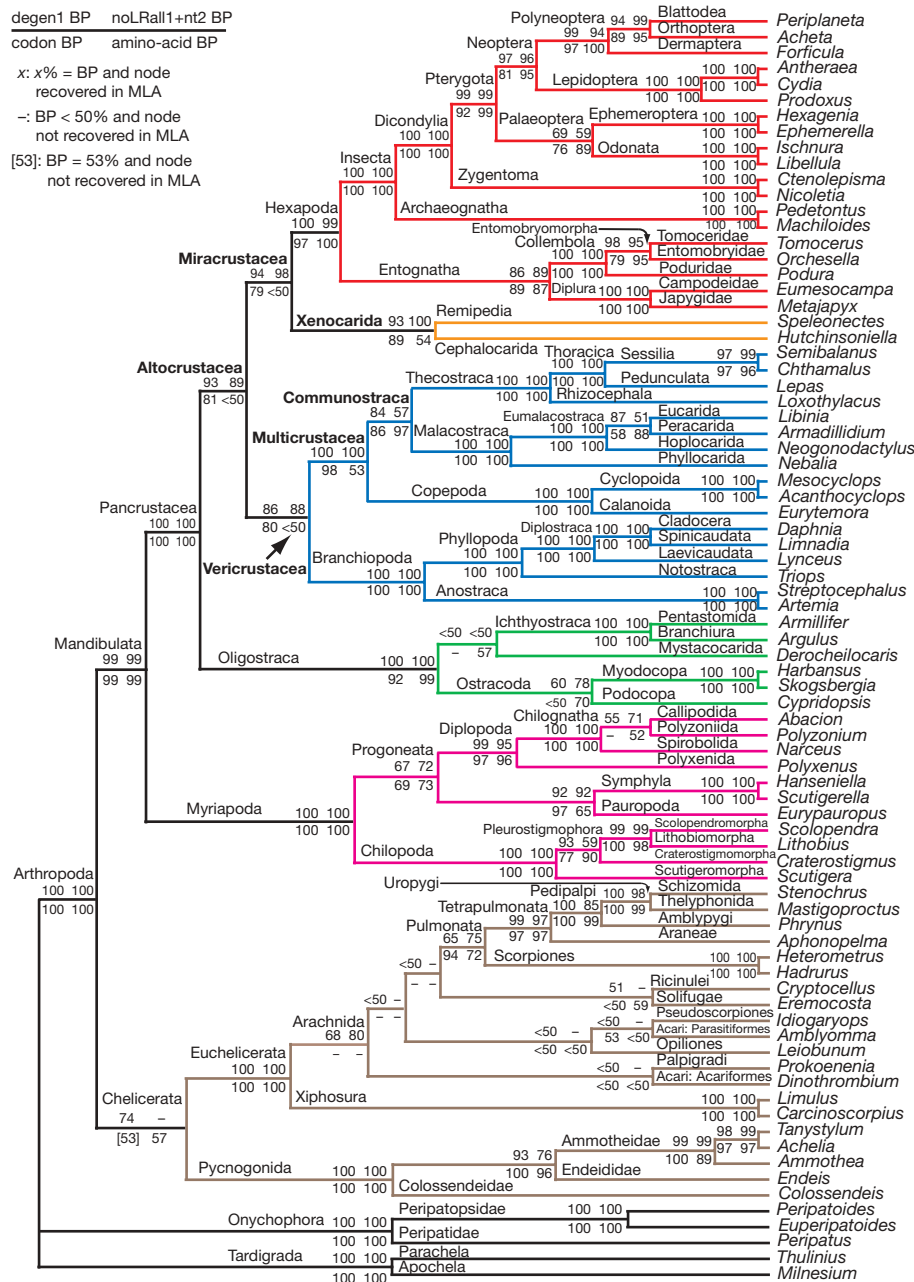 degen1 BP noLRall1+nt2 BP
codon BP amino-acid BP
x: x% = BP and node
recovered in MLA
–: BP < 50% and node
not recovered in MLA
[53]: BP = 53% and node
not recovered in MLA
Blattodea
Polyneoptera 94 99 Periplaneta
Orthoptera
89 95 Acheta
Neoptera 99 94
97 100 Dermaptera Forficula
97 96
81 95
100 100 Antheraea
Pterygota Lepidoptera 100 100 100 100 Cydia
100 100 Prodoxus
99 99
92 99
Ephemeroptera 100 100 Hexagenia
Palaeoptera 100 100 Ephemerella
69 59
76 89
Dicondylia Odonata 100 100 Ischnura
100 100 Libellula
100 100
100 100
Zygentoma 100 100 Ctenolepisma
100 100 Nicoletia
Insecta
100 100
100 100
Archaeognatha 100 100 Pedetontus
100 100 Machiloides
Hexapoda
100 99
97 100
Entomobryomorpha
Collembola 98 95 Tomoceridae Tomocerus
79 95 Entomobryidae Orchesella
100 100
100 100 Poduridae Podura
Entognatha 86 89
89 87
Diplura 100 100 Campodeidae Eumesocampa
100 100 Japygidae Metajapyx
Miracrustacea
94 98
79 <50
Xenocarida 93 100 Remipedia Speleonectes
89 54 Cephalocarida Hutchinsoniella
Altocrustacea
93 89
81 <50
Thoracica Sessilia 97 99 Semibalanus
97 96 Chthamalus
100 100
100 100 Pedunculata Lepas
Thecostraca 100 100
100 100 Rhizocephala Loxothylacus
Communostraca
84 57
86 97
Eumalacostraca 87 51 Eucarida Libinia
58 88 Peracarida Armadillidium
100 100
100 100 Hoplocarida Neogonodactylus
Malacostraca 100 100
100 100 Phyllocarida Nebalia
Multicrustacea
100 100
98 53
Cyclopoida 100 100 Mesocyclops
100 100 Acanthocyclops
Copepoda 100 100
100 100 Calanoida Eurytemora
Pancrustacea
100 100
100 100
86 88
80 <50
Vericrustacea
Diplostraca 100 100 Cladocera Daphnia
100 100 Spinicaudata Limnadia
100 100
100 100 Laevicaudata Lynceus
Phyllopoda 100 100
100 100 Notostraca Triops
Branchiopoda 100 100
100 100
Anostraca 100 100 Streptocephalus
100 100 Artemia
Mandibulata
99 99
99 99
Ichthyostraca 100 100 Pentastomida Armillifer
100 100 Branchiura Argulus
<50 <50
– 57 Mystacocarida Derocheilocaris
Oligostraca 100 100
92 99
Myodocopa 100 100 Harbansus
100 100 Skogsbergia
Ostracoda 60 78
<50 70 Podocopa Cypridopsis
Chilognatha 55 71 Callipodida Abacion
– 52 Polyzoniida Polyzonium
100 100
100 100 Spirobolida Narceus
Diplopoda 99 95
97 96 Polyxenida Polyxenus
Progoneata
67 72
69 73
Symphyla 100 100 Hanseniella
100 100 Scutigerella
92 92
97 65 Pauropoda Eurypauropus
Myriapoda 100 100
100 100
Pleurostigmophora 99 99 Scolopendromorpha Scolopendra
100 98 Lithobiomorpha Lithobius
93 59
77 90 Craterostigmomorpha Craterostigmus
Chilopoda 100 100
100 100 Scutigeromorpha Scutigera
Arthropoda
100 100
100 100
Uropygi
Pedipalpi 100 98 Schizomida Stenochrus
100 99 Thelyphonida Mastigoproctus
Tetrapulmonata 100 85
100 99 Amblypygi Phrynus
99 97
97 97 Araneae Aphonopelma
Pulmonata
65 75
94 72
Scorpiones 100 100 Heterometrus
100 100 Hadrurus
<50 –
– –
51 – Ricinulei Cryptocellus
<50 59 Solifugae Eremocosta
<50 –
– –
<50 – Pseudoscorpiones Idiogaryops
53 <50 Acari: Parasitiformes Amblyomma
<50 –
<50 <50 Opiliones Leiobunum
Arachnida
68 80
– –
<50 – Palpigradi Prokoenenia
<50 <50 Acari: Acariformes Dinothrombium
Euchelicerata
100 100
100 100
Xiphosura 100 100 Limulus
100 100 Carcinoscorpius
Chelicerata
74 –
[53] 57
98 99 Tanystylum
97 97 Achelia
Ammotheidae 99 99
100 89 Ammothea
93 76
100 96 Endeididae Endeis
Pycnogonida 100 100
100 100 Colossendeidae Colossendeis
Peripatopsidae 100 100 Peripatoides
100 100 Euperipatoides
Onychophora 100 100
100 100 Peripatidae Peripatus
Tardigrada Parachela Thulinius
100 100 Apochela Milnesium